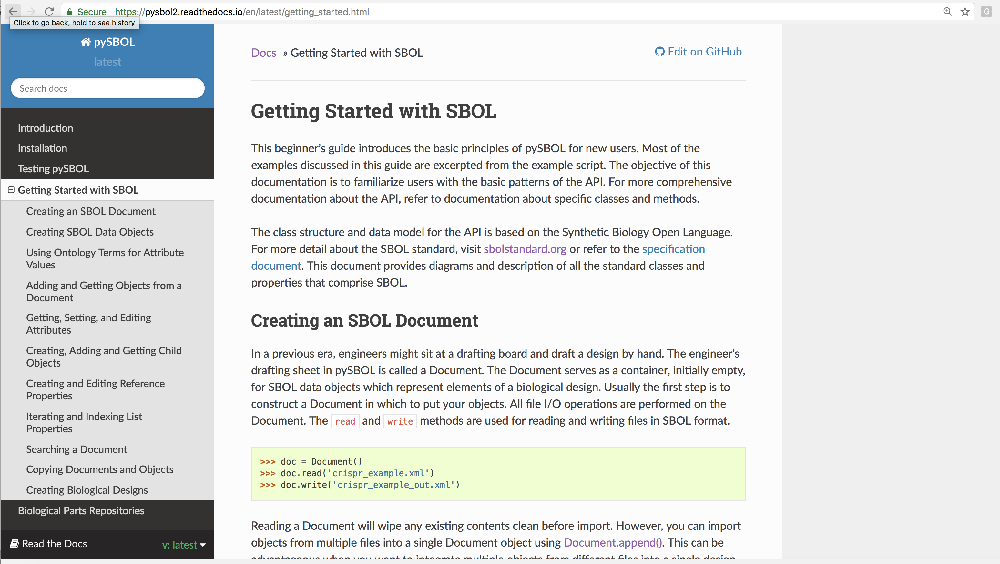 Secure https://pysbol2.readthedocs.io/en/latest/getting_started.html
G
Click to go back, hold to see history
pySBOL
latest
Search docs
Introduction
Installation
Testing pySBOL
Getting Started with SBOL
Creating an SBOL Document
Creating SBOL Data Objects
Using Ontology Terms for Attribute
Values
Adding and Getting Objects from a
Document
Getting, Setting, and Editing
Attributes
Creating, Adding and Getting Child
Objects
Creating and Editing Reference
Properties
Iterating and Indexing List
Properties
Searching a Document
Copying Documents and Objects
Creating Biological Designs
Biological Parts Repositories
Read the Docs v: latest
Docs » Getting Started with SBOL
Edit on GitHub
Getting Started with SBOL
This beginner’s guide introduces the basic principles of pySBOL for new users. Most of the
examples discussed in this guide are excerpted from the example script. The objective of this
documentation is to familiarize users with the basic patterns of the API. For more comprehensive
documentation about the API, refer to documentation about specific classes and methods.
The class structure and data model for the API is based on the Synthetic Biology Open Language.
For more detail about the SBOL standard, visit sbolstandard.org or refer to the specification
document. This document provides diagrams and description of all the standard classes and
properties that comprise SBOL.
Creating an SBOL Document
In a previous era, engineers might sit at a drafting board and draft a design by hand. The engineer’s
drafting sheet in pySBOL is called a Document. The Document serves as a container, initially empty,
for SBOL data objects which represent elements of a biological design. Usually the first step is to
construct a Document in which to put your objects. All file I/O operations are performed on the
Document. The read and write methods are used for reading and writing files in SBOL format.
>>> doc = Document()
>>> doc.read('crispr_example.xml')
>>> doc.write('crispr_example_out.xml')
Reading a Document will wipe any existing contents clean before import. However, you can import
objects from multiple files into a single Document object using Document.append(). This can be
advantageous when you want to integrate multiple objects from different files into a single design